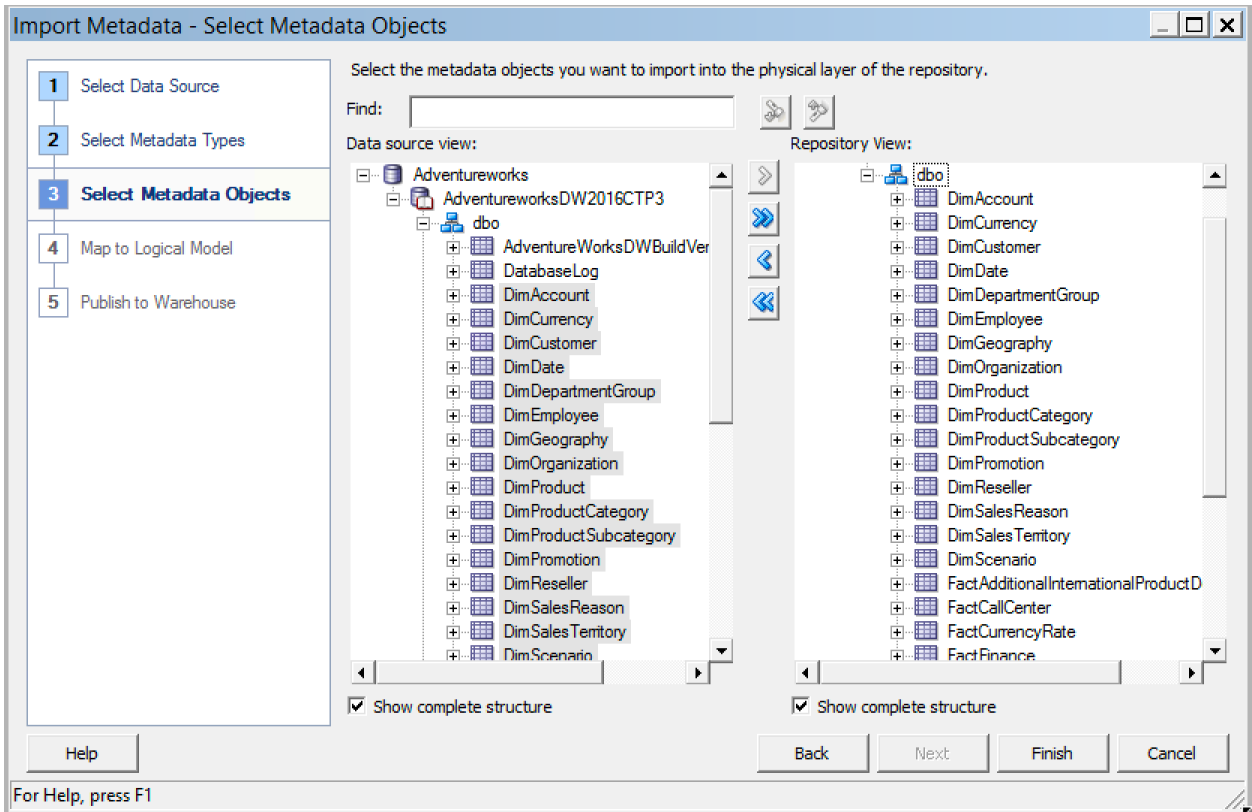 Import Metadata - Select Metadata Objects
1 Select Data Source
2 Select Metadata Types
3 Select Metadata Objects
4 Map to Logical Model
5 Publish to Warehouse
Select the metadata objects you want to import into the physical layer of the repository.
Find:
Data source view:
Adventureworks
AdventureworksDW2016CTP3
dbo
AdventureWorksDWBuildVer
DatabaseLog
DimAccount
DimCurrency
DimCustomer
DimDate
DimDepartmentGroup
DimEmployee
DimGeography
DimOrganization
DimProduct
DimProductCategory
DimProductSubcategory
DimPromotion
DimReseller
DimSalesReason
DimSalesTerritory
DimScenario
Show complete structure
Repository View:
dbo
DimAccount
DimCurrency
DimCustomer
DimDate
DimDepartmentGroup
DimEmployee
DimGeography
DimOrganization
DimProduct
DimProductCategory
DimProductSubcategory
DimPromotion
DimReseller
DimSalesReason
DimSalesTerritory
DimScenario
FactAdditionalInternationalProductD
FactCallCenter
FactCurrencyRate
FactFinance
Show complete structure
Help
Back
Next
Finish
Cancel
For Help, press F1